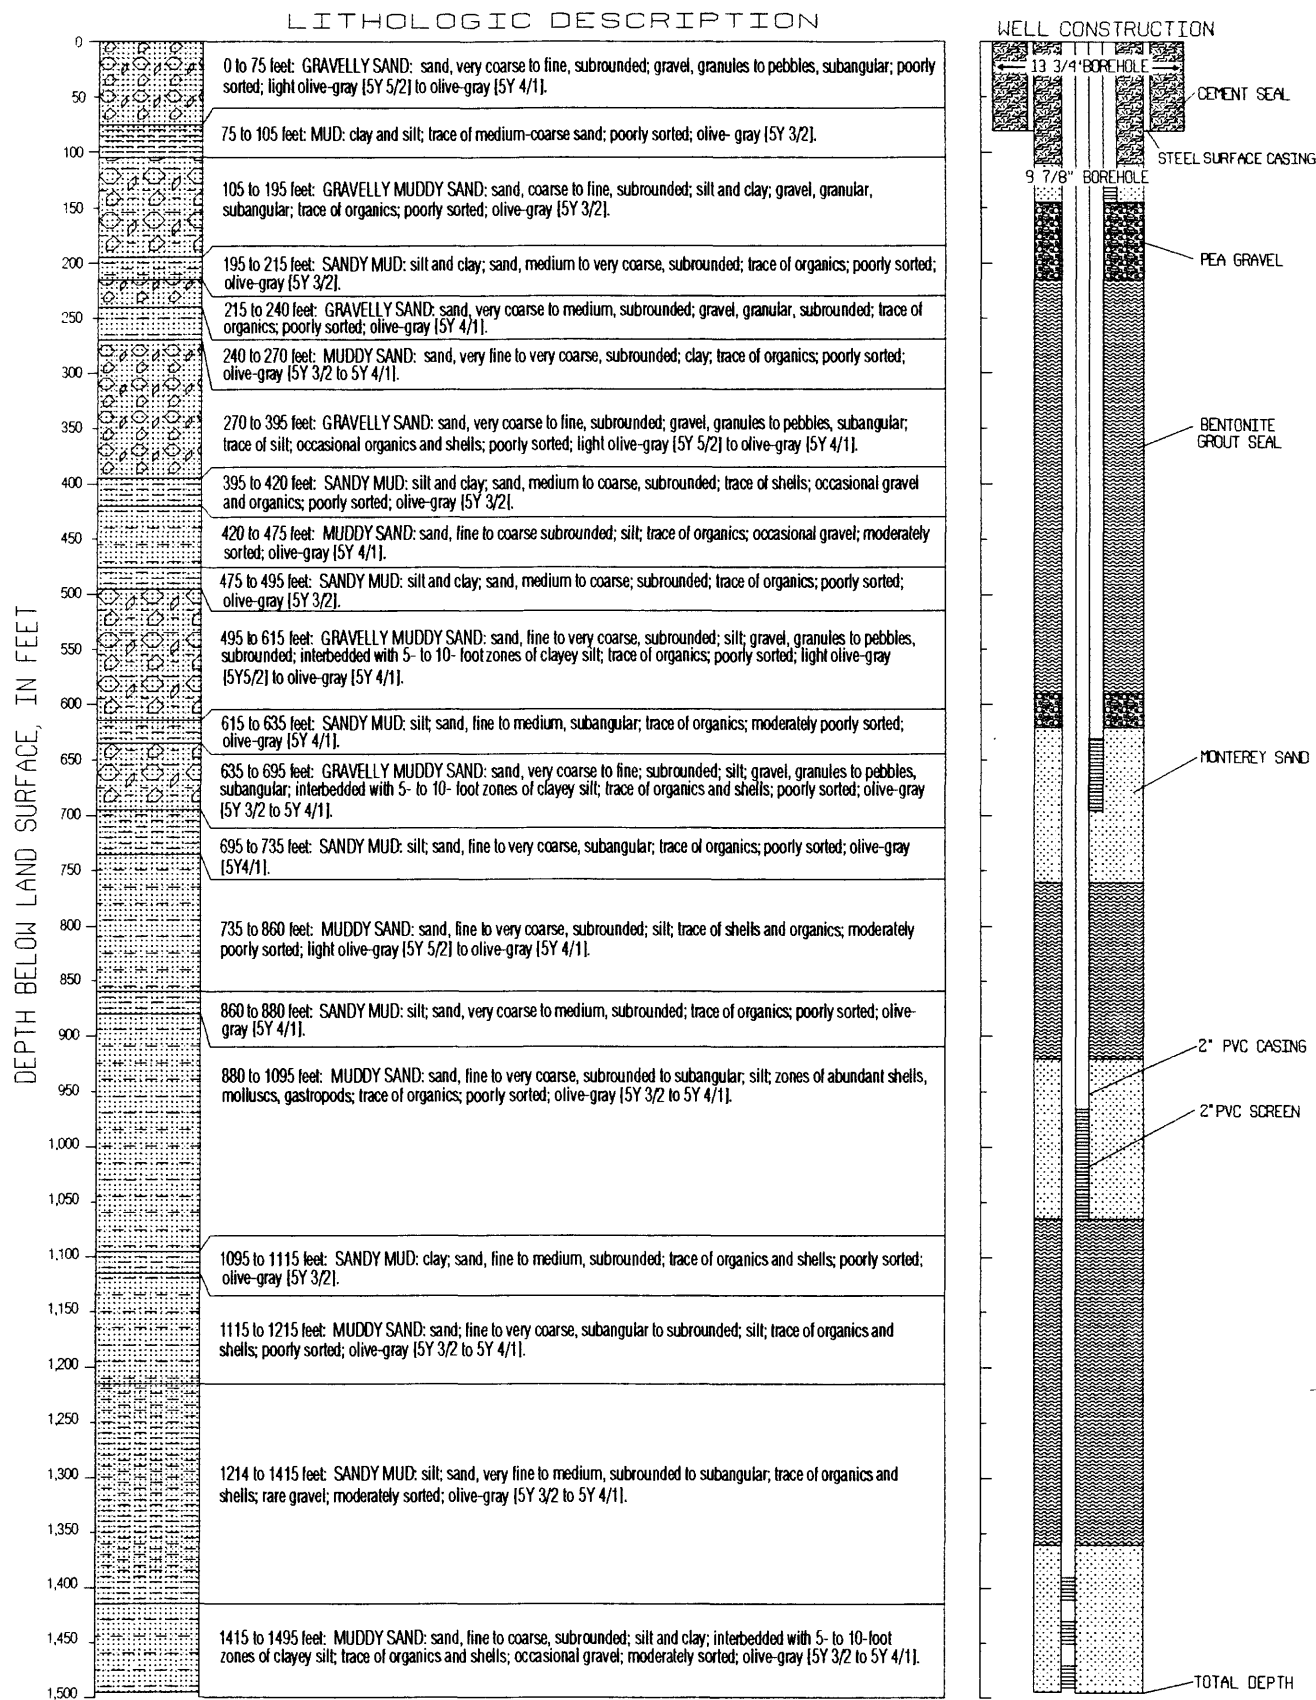 LITHOLOGIC DESCRIPTION
WELL CONSTRUCTION
DEPTH BELOW LAND SURFACE, IN FEET
0
50
100
150
200
250
300
350
400
450
500
550
600
650
700
750
800
850
900
950
1,000
1,050
1,100
1,150
1,200
1,250
1,300
1,350
1,400
1,450
1,500
0 to 75 feet: GRAVELLY SAND: sand, very coarse to fine, subrounded; gravel, granules to pebbles, subangular; poorly
sorted; light olive-gray [5Y 5/2] to olive-gray [5Y 4/1].
75 to 105 feet: MUD: clay and silt; trace of medium-coarse sand; poorly sorted; olive- gray [5Y 3/2].
105 to 195 feet: GRAVELLY MUDDY SAND: sand, coarse to fine, subrounded; silt and clay; gravel, granular,
subangular; trace of organics; poorly sorted; olive-gray [5Y 3/2].
195 to 215 feet: SANDY MUD: silt and clay; sand, medium to very coarse, subrounded; trace of organics; poorly sorted;
olive-gray [5Y 3/2].
215 to 240 feet: GRAVELLY SAND: sand, very coarse to medium, subrounded; gravel, granular, subrounded; trace of
organics; poorly sorted; olive-gray [5Y 4/1].
240 to 270 feet: MUDDY SAND: sand, very fine to very coarse, subrounded; clay; trace of organics; poorly sorted;
olive-gray [5Y 3/2 to 5Y 4/1].
270 to 395 feet: GRAVELLY SAND: sand, very coarse to fine, subrounded; gravel, granules to pebbles, subangular;
trace of silt; occasional organics and shells; poorly sorted; light olive-gray [5Y 5/2] to olive-gray [5Y 4/1].
395 to 420 feet: SANDY MUD: silt and clay; sand, medium to coarse, subrounded; trace of shells; occasional gravel
and organics; poorly sorted; olive-gray [5Y 3/2[.
420 to 475 feet: MUDDY SAND: sand, fine to coarse subrounded; silt; trace of organics; occasional gravel; moderately
sorted; olive-gray [5Y 4/1].
475 to 495 feet: SANDY MUD: silt and clay; sand, medium to coarse; subrounded; trace of organics; poorly sorted;
olive-gray [5Y 3/2].
495 to 615 feet: GRAVELLY MUDDY SAND: sand, fine to very coarse, subrounded; silt; gravel, granules to pebbles,
subrounded; interbedded with 5- to 10- foot zones of clayey silt; trace of organics; poorly sorted; light olive-gray
[5Y5/2] to olive-gray [5Y 4/1].
615 to 635 feet: SANDY MUD: silt; sand, fine to medium, subangular; trace of organics; moderately poorly sorted;
olive-gray [5Y 4/1].
635 to 695 feet: GRAVELLY MUDDY SAND: sand, very coarse to fine; subrounded; silt; gravel, granules to pebbles,
subangular; interbedded with 5- to 10- foot zones of clayey silt; trace of organics and shells; poorly sorted; olive-gray
[5Y 3/2 to 5Y 4/1].
695 to 735 feet: SANDY MUD: silt; sand, fine to very coarse, subangular; trace of organics; poorly sorted; olive-gray
[5Y4/1].
735 to 860 feet: MUDDY SAND: sand, fine to very coarse, subrounded; silt; trace of shells and organics; moderately
poorly sorted; light olive-gray [5Y 5/2] to olive-gray [5Y 4/1].
860 to 880 feet: SANDY MUD: silt; sand, very coarse to medium, subrounded; trace of organics; poorly sorted; olive-
gray [5Y 4/1].
880 to 1095 feet: MUDDY SAND: sand, fine to very coarse, subrounded to subangular; silt; zones of abundant shells,
molluscs, gastropods; trace of organics; poorly sorted; olive-gray [5Y 3/2 to 5Y 4/1].
1095 to 1115 feet: SANDY MUD: clay; sand, fine to medium, subrounded; trace of organics and shells; poorly sorted;
olive-gray [5Y 3/2].
1115 to 1215 feet: MUDDY SAND: sand; fine to very coarse, subangular to subrounded; silt; trace of organics and
shells; poorly sorted; olive-gray [5Y 3/2 to 5Y 4/1].
1214 to 1415 feet: SANDY MUD: silt; sand, very fine to medium, subrounded to subangular; trace of organics and
shells; rare gravel; moderately sorted; olive-gray [5Y 3/2 to 5Y 4/1].
1415 to 1495 feet: MUDDY SAND: sand, fine to coarse, subrounded; silt and clay; interbedded with 5- to 10-foot
zones of clayey silt; trace of organics and shells; occasional gravel; moderately sorted; olive-gray [5Y 3/2 to 5Y 4/1].
13 3/4" BOREHOLE
CEMENT SEAL
STEEL SURFACE CASING
9 7/8" BOREHOLE
PEA GRAVEL
BENTONITE
GROUT SEAL
MONTEREY SAND
2" PVC CASING
2" PVC SCREEN
TOTAL DEPTH